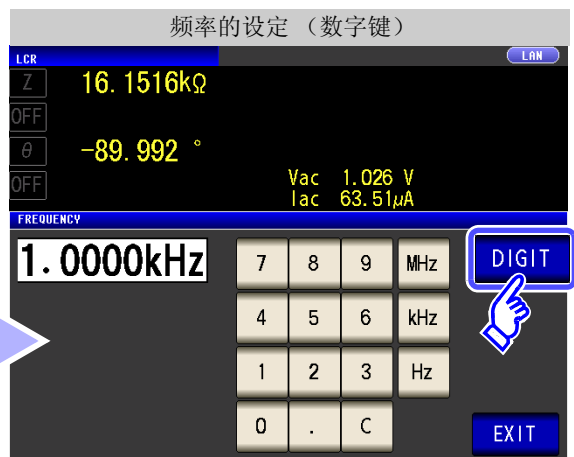 频率的设定 （数字键）
LCR
LAN
Z 16.1516kΩ
OFF
θ -89.992 °
OFF
Vac 1.026 V
Iac 63.51μA
FREQUENCY
1.0000kHz
7 8 9 MHz
DIGIT
4 5 6 kHz
1 2 3 Hz
0 . C
EXIT